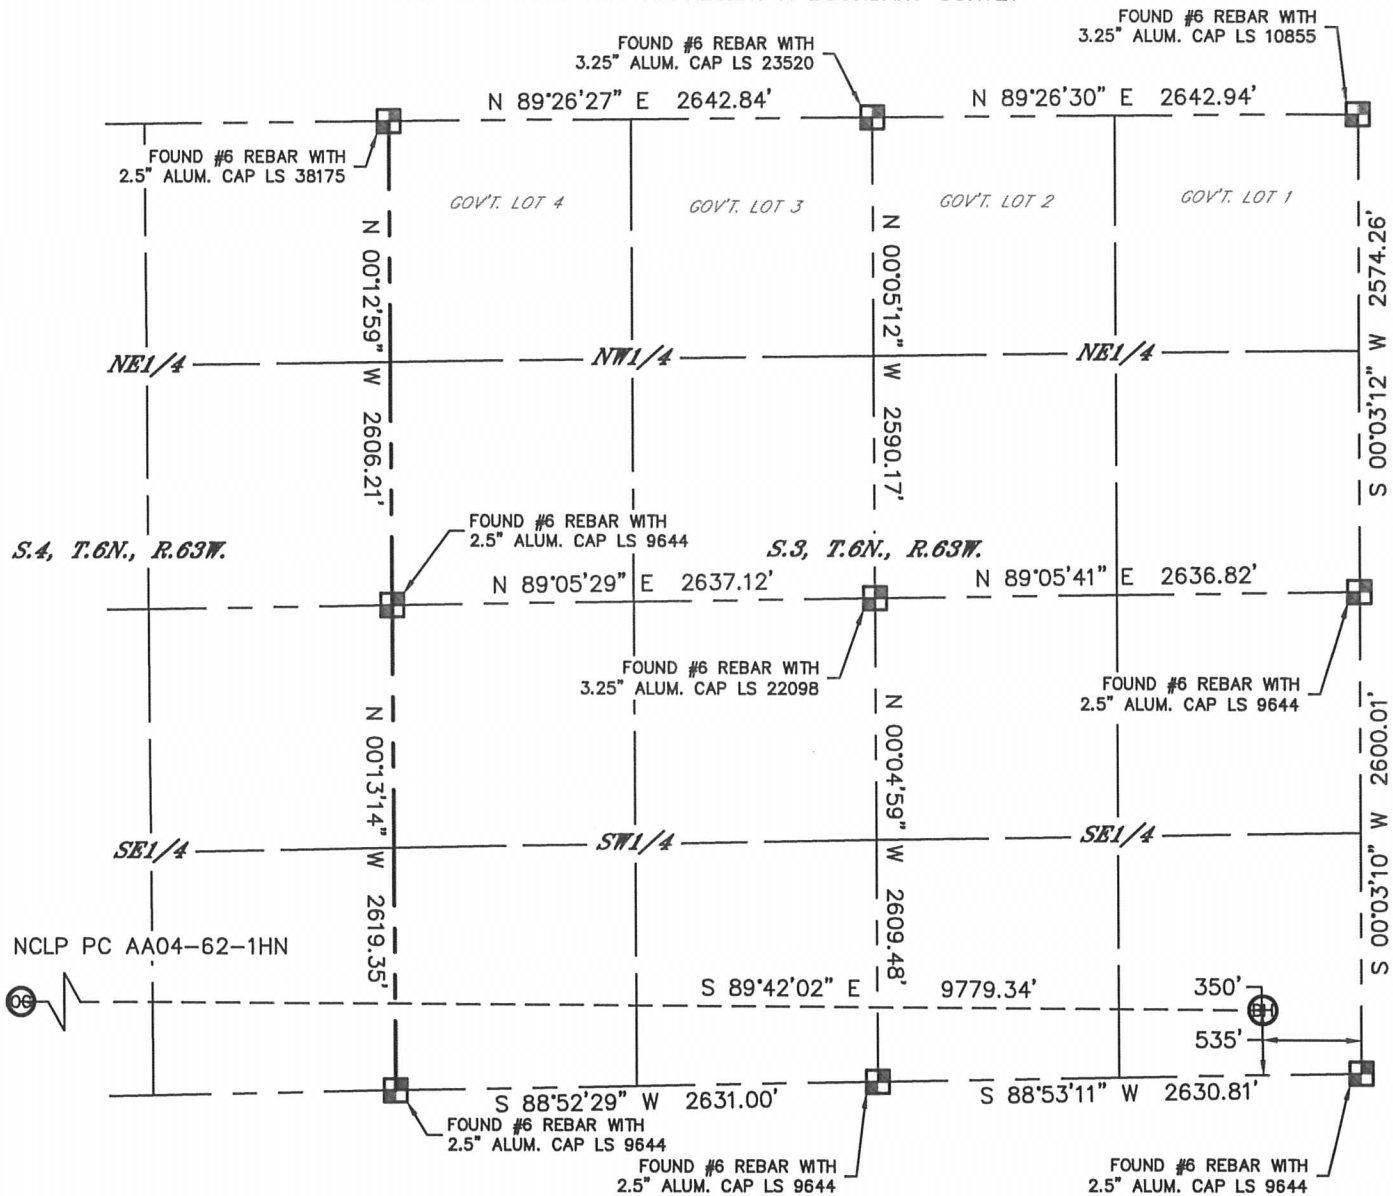 FOUND #6 REBAR WITH
3.25" ALUM. CAP LS 10855
FOUND #6 REBAR WITH
3.25" ALUM. CAP LS 23520
N 89°26'27" E 2642.84'
N 89°26'30" E 2642.94'
FOUND #6 REBAR WITH
2.5" ALUM. CAP LS 38175
GOV'T. LOT 4
GOV'T. LOT 3
GOV'T. LOT 2
GOV'T. LOT 1
N 00°12'59" W 2606.21'
N 00°05'12" W 2590.17'
S 00°03'12" W 2574.26'
NE1/4
NW1/4
NE1/4
FOUND #6 REBAR WITH
2.5" ALUM. CAP LS 9644
S.4, T.6N., R.63W.
S.3, T.6N., R.63W.
N 89°05'29" E 2637.12'
N 89°05'41" E 2636.82'
FOUND #6 REBAR WITH
3.25" ALUM. CAP LS 22098
FOUND #6 REBAR WITH
2.5" ALUM. CAP LS 9644
N 00°13'14" W 2619.35'
N 00°04'59" W 2609.48'
S 00°03'10" W 2600.01'
SE1/4
SW1/4
SE1/4
NCLP PC AA04-62-1HN
OG
S 89°42'02" E 9779.34'
350'
BH
535'
S 88°52'29" W 2631.00'
S 88°53'11" W 2630.81'
FOUND #6 REBAR WITH
2.5" ALUM. CAP LS 9644
FOUND #6 REBAR WITH
2.5" ALUM. CAP LS 9644
FOUND #6 REBAR WITH
2.5" ALUM. CAP LS 9644